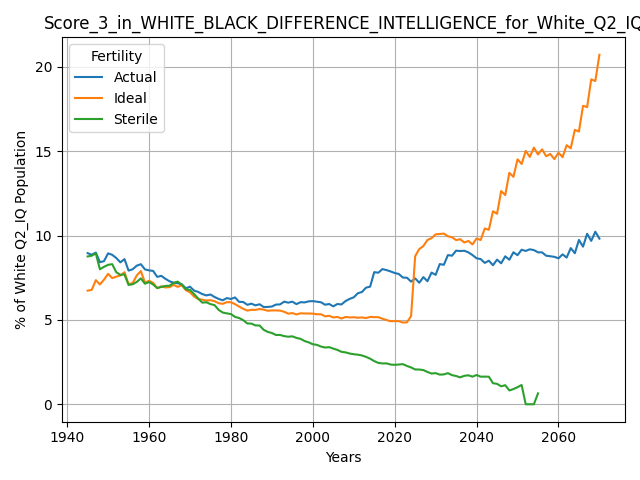 Score_3_in_WHITE_BLACK_DIFFERENCE_INTELLIGENCE_for_White_Q2_IQ
Fertility
Actual
Ideal
Sterile
% of White Q2_IQ Population
20
15
10
5
0
1940 1960 1980 2000 2020 2040 2060
Years